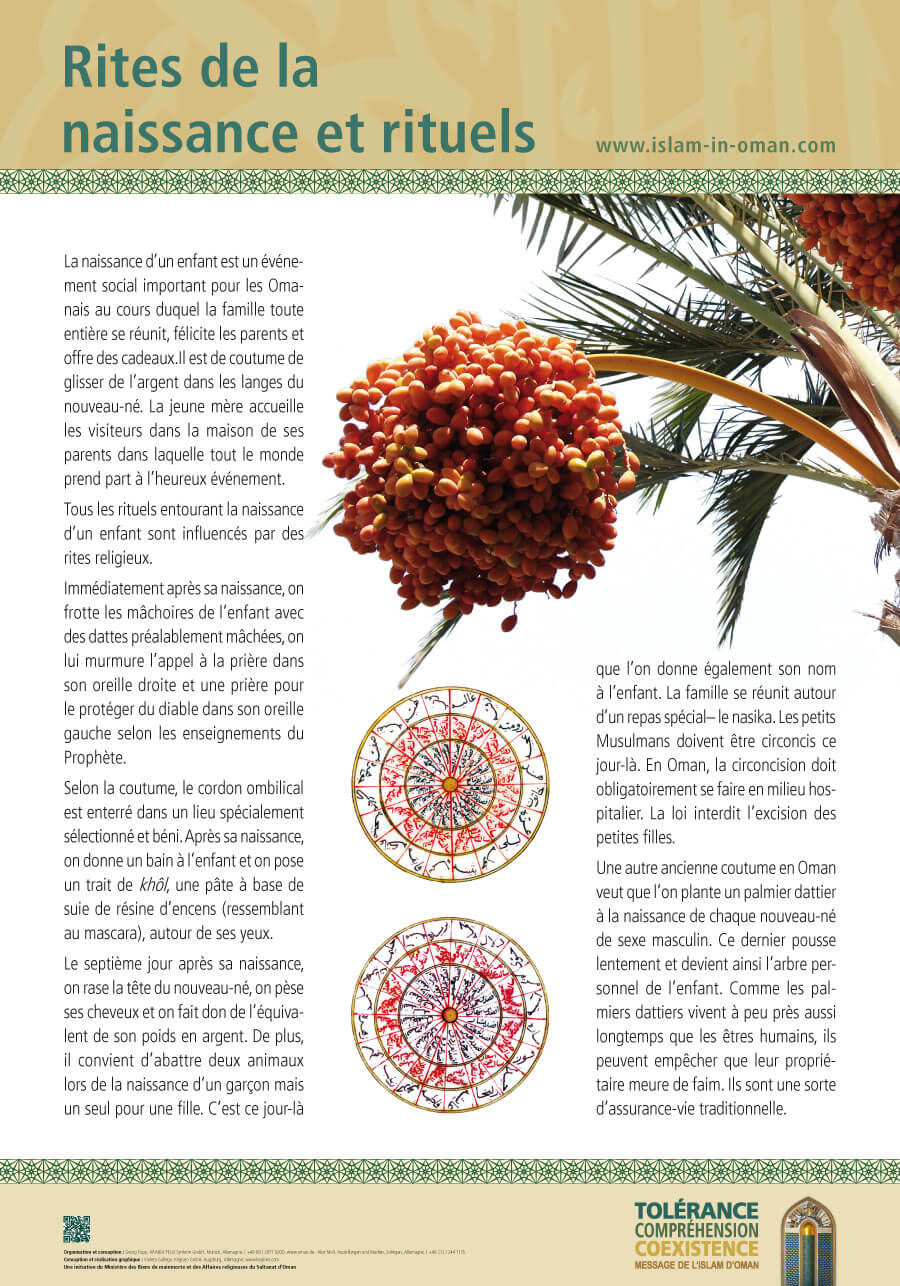 Rites de la
naissance et rituels
www.islam-in-oman.com
La naissance d’un enfant est un événe-
ment social important pour les Oma-
nais au cours duquel la famille toute
entière se réunit, félicite les parents et
offre des cadeaux.Il est de coutume de
glisser de l’argent dans les langes du
nouveau-né. La jeune mère accueille
les visiteurs dans la maison de ses
parents dans laquelle tout le monde
prend part à l’heureux événement.
Tous les rituels entourant la naissance
d’un enfant sont influencés par des
rites religieux.
Immédiatement après sa naissance, on
frotte les mâchoires de l’enfant avec
des dattes préalablement mâchées, on
lui murmure l’appel à la prière dans
son oreille droite et une prière pour
le protéger du diable dans son oreille
gauche selon les enseignements du
Prophète.
Selon la coutume, le cordon ombilical
est enterré dans un lieu spécialement
sélectionné et béni. Après sa naissance,
on donne un bain à l’enfant et on pose
un trait de khôl, une pâte à base de
suie de résine d’encens (ressemblant
au mascara), autour de ses yeux.
Le septième jour après sa naissance,
on rase la tête du nouveau-né, on pèse
ses cheveux et on fait don de l’équiva-
lent de son poids en argent. De plus,
il convient d’abattre deux animaux
lors de la naissance d’un garçon mais
un seul pour une fille. C’est ce jour-là
que l’on donne également son nom
à l’enfant. La famille se réunit autour
d’un repas spécial– le nasika. Les petits
Musulmans doivent être circoncis ce
jour-là. En Oman, la circoncision doit
obligatoirement se faire en milieu hos-
pitalier. La loi interdit l’excision des
petites filles.
Une autre ancienne coutume en Oman
veut que l’on plante un palmier dattier
à la naissance de chaque nouveau-né
de sexe masculin. Ce dernier pousse
lentement et devient ainsi l’arbre per-
sonnel de l’enfant. Comme les pal-
miers dattiers vivent à peu près aussi
longtemps que les êtres humains, ils
peuvent empêcher que leur proprié-
taire meure de faim. Ils sont une sorte
d’assurance-vie traditionnelle.
Organisation et conception :
Conception et réalisation graphique :
Une initiative du Ministère des Biens de mainmorte et des Affaires religieuses du Sultanat d’Oman
TOLÉRANCE
COMPRÉHENSION
COEXISTENCE
MESSAGE DE L’ISLAM D’OMAN